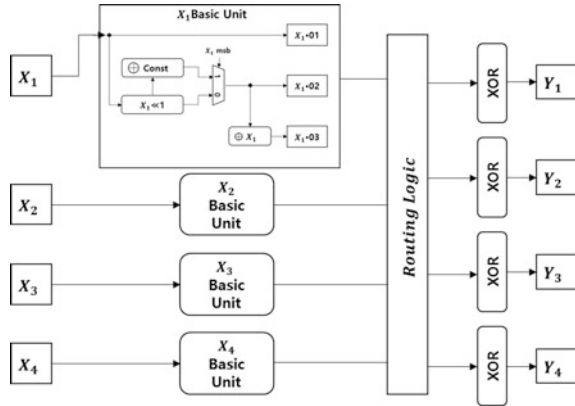 X₁Basic Unit
X₁
X₁ msb
⊕ Const
X₁≪1
1
0
⊕ X₁
X₁•01
X₁•02
X₁•03
X₂
X₂
Basic
Unit
X₃
X₃
Basic
Unit
X₄
X₄
Basic
Unit
Routing Logic
XOR
Y₁
XOR
Y₂
XOR
Y₃
XOR
Y₄